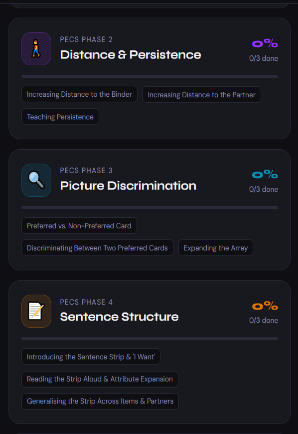 PECS PHASE 2
Distance & Persistence
0%
0/3 done
Increasing Distance to the Binder
Increasing Distance to the Partner
Teaching Persistence
PECS PHASE 3
Picture Discrimination
0%
0/3 done
Preferred vs. Non-Preferred Card
Discriminating Between Two Preferred Cards
Expanding the Array
PECS PHASE 4
Sentence Structure
0%
0/3 done
Introducing the Sentence Strip & 'I Want'
Reading the Strip Aloud & Attribute Expansion
Generalising the Strip Across Items & Partners